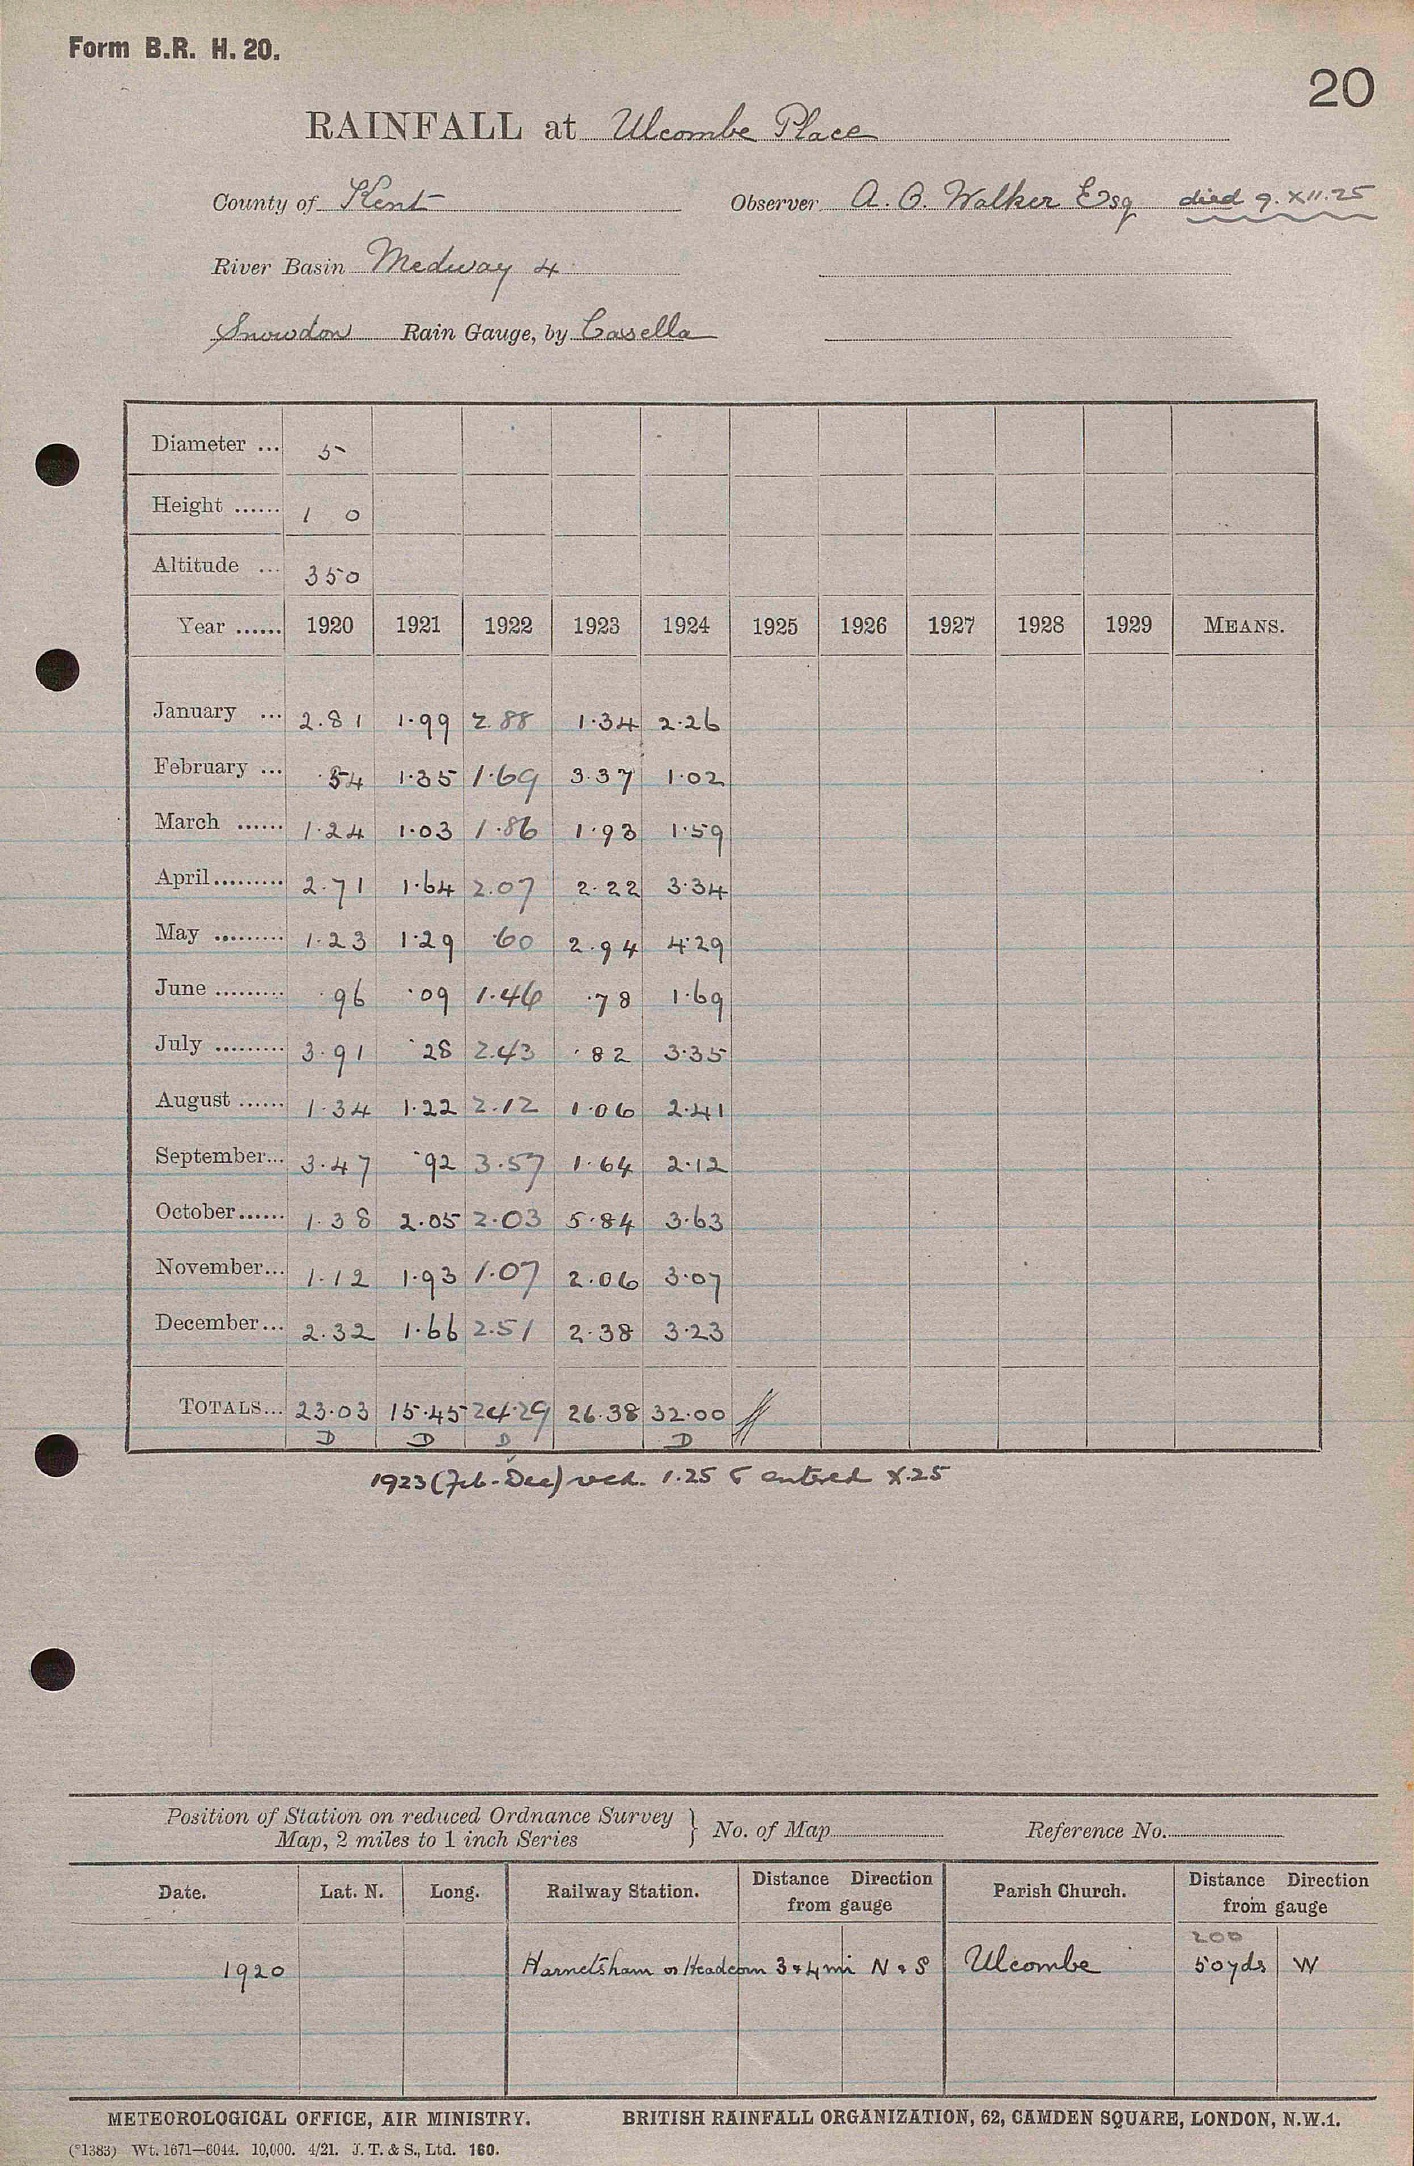 Form B.R. H. 20.
20
RAINFALL at Ulcombe Place
County of Kent Observer A. O. Walker Esq died 9.XII.25
River Basin Medway 4
Snowdon Rain Gauge, by Casella
Diameter ... 5
Height ...... 1 0
Altitude ... 350
Year ...... 1920 1921 1922 1923 1924 1925 1926 1927 1928 1929 MEANS.
January ... 2.81 1.99 2.88 1.34 2.26
February ... .54 1.35 1.69 3.37 1.02
March ...... 1.24 1.03 1.86 1.93 1.59
April ......... 2.71 1.64 2.07 2.22 3.34
May ......... 1.23 1.29 .60 2.94 4.29
June ......... .96 .09 1.46 .78 1.69
July ......... 3.91 .28 2.43 .82 3.35
August ...... 1.34 1.22 2.12 1.06 2.41
September... 3.47 .92 3.57 1.64 2.12
October...... 1.38 2.05 2.03 5.84 3.63
November... 1.12 1.93 1.07 2.06 3.07
December... 2.32 1.66 2.51 2.38 3.23
TOTALS... 23.03 15.45 24.29 26.38 32.00
D D D D
1923 (Feb-Dec) recd. 1.25 & entered X.25
Position of Station on reduced Ordnance Survey
Map, 2 miles to 1 inch Series } No. of Map Reference No.
Date. Lat. N. Long. Railway Station. Distance Direction from gauge Parish Church. Distance Direction from gauge
200
1920 Harrietsham or Headcorn 3 & 4 mi N & S Ulcombe 50 yds W
METEOROLOGICAL OFFICE, AIR MINISTRY. BRITISH RAINFALL ORGANIZATION, 62, CAMDEN SQUARE, LONDON, N.W.1.
(*1383) Wt. 1671—6044. 10,000. 4/21. J. T. & S., Ltd. 160.